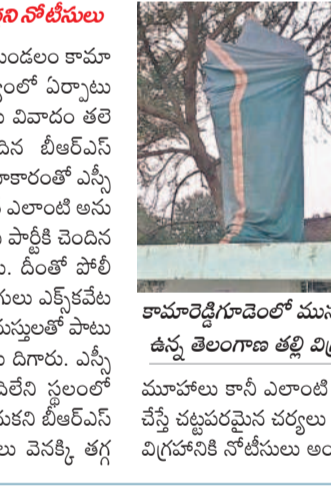 ని నోటీసులు
మండలం కామా
లో ఏర్పాటు
వివాదం తలె
దిన బీఆర్ఎస్
కారంతో ఎస్సీ
ఎలాంటి అను
పార్టీకి చెందిన
. దీంతో పోలీ
గులు ఎక్స్‌కవేట
స్తులతో పాటు
దిగారు. ఎస్సీ
దిలేని స్థలంలో
దుకని బీఆర్ఎస్
లు వెనక్కి తగ్గ
కామారెడ్డిగూడెంలో ముసు
ఉన్న తెలంగాణ తల్లి విగ్ర
మూహాలు కానీ ఎలాంటి
చేస్తే చట్టపరమైన చర్యలు
విగ్రహానికి నోటీసులు అం